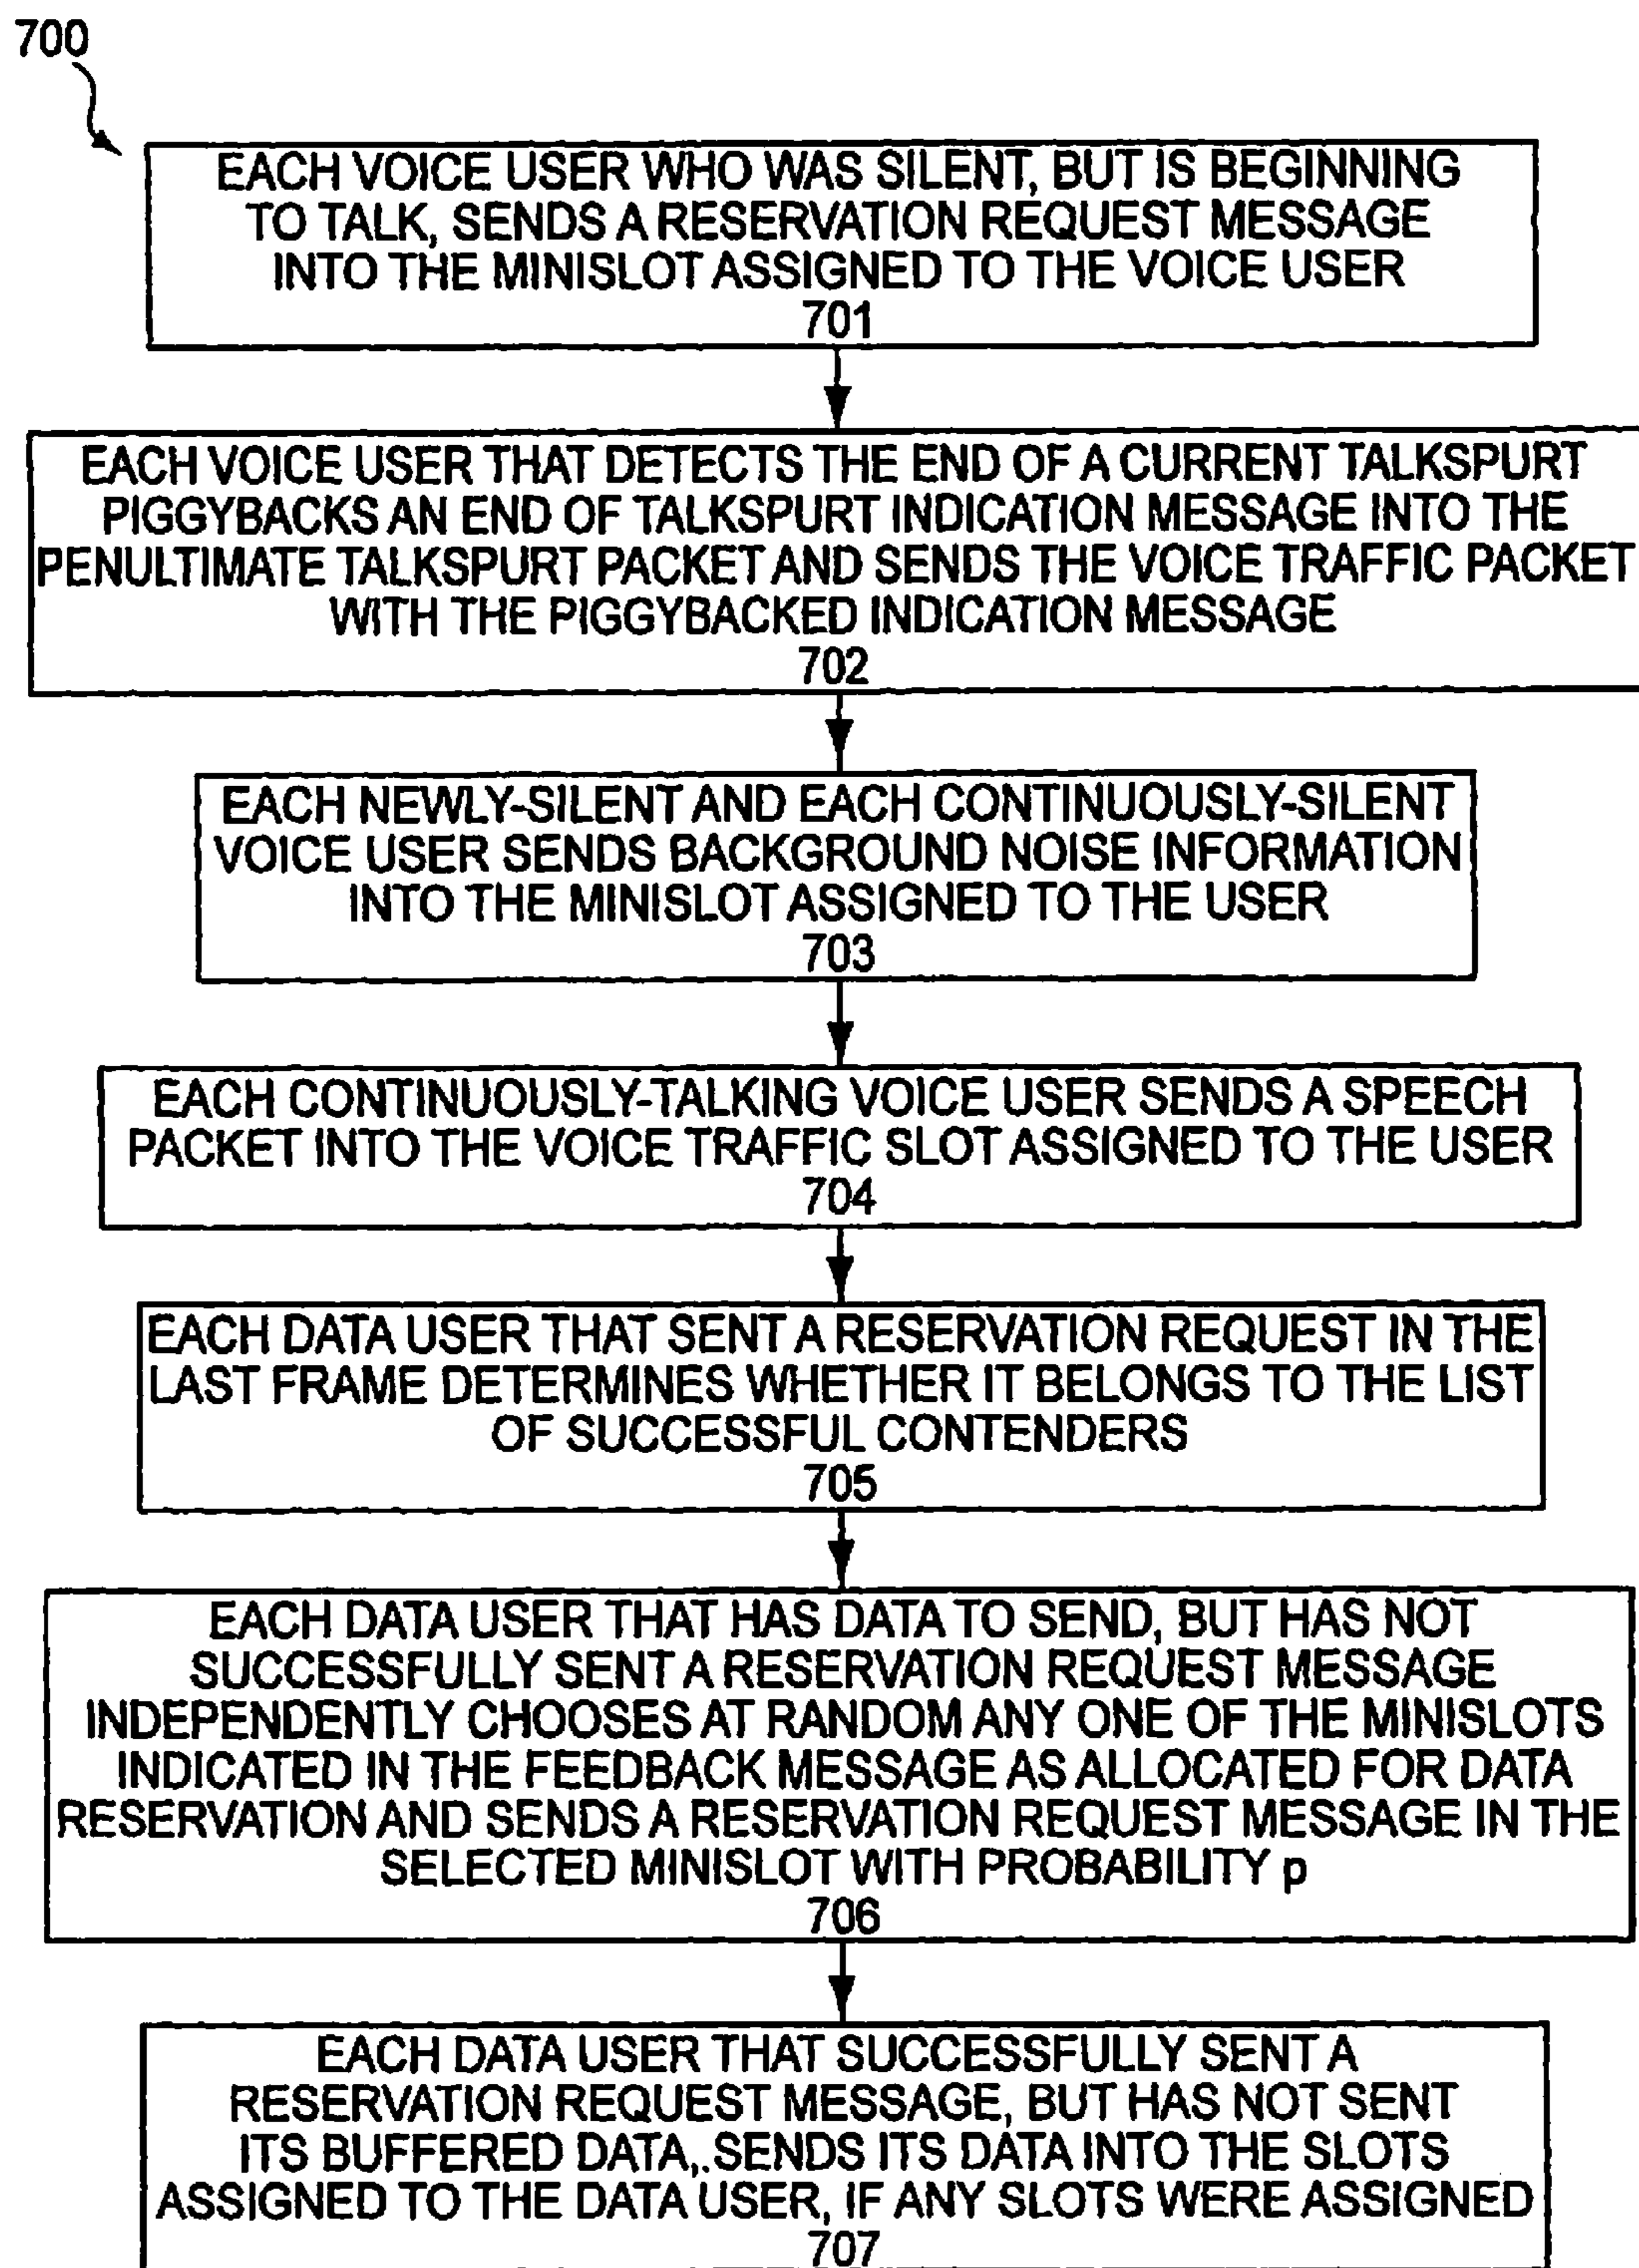 700
EACH VOICE USER WHO WAS SILENT, BUT IS BEGINNING
TO TALK, SENDS A RESERVATION REQUEST MESSAGE
INTO THE MINISLOT ASSIGNED TO THE VOICE USER
701
EACH VOICE USER THAT DETECTS THE END OF A CURRENT TALKSPURT
PIGGYBACKS AN END OF TALKSPURT INDICATION MESSAGE INTO THE
PENULTIMATE TALKSPURT PACKET AND SENDS THE VOICE TRAFFIC PACKET
WITH THE PIGGYBACKED INDICATION MESSAGE
702
EACH NEWLY-SILENT AND EACH CONTINUOUSLY-SILENT
VOICE USER SENDS BACKGROUND NOISE INFORMATION
INTO THE MINISLOT ASSIGNED TO THE USER
703
EACH CONTINUOUSLY-TALKING VOICE USER SENDS A SPEECH
PACKET INTO THE VOICE TRAFFIC SLOT ASSIGNED TO THE USER
704
EACH DATA USER THAT SENT A RESERVATION REQUEST IN THE
LAST FRAME DETERMINES WHETHER IT BELONGS TO THE LIST
OF SUCCESSFUL CONTENDERS
705
EACH DATA USER THAT HAS DATA TO SEND, BUT HAS NOT
SUCCESSFULLY SENT A RESERVATION REQUEST MESSAGE
INDEPENDENTLY CHOOSES AT RANDOM ANY ONE OF THE MINISLOTS
INDICATED IN THE FEEDBACK MESSAGE AS ALLOCATED FOR DATA
RESERVATION AND SENDS A RESERVATION REQUEST MESSAGE IN THE
SELECTED MINISLOT WITH PROBABILITY p
706
EACH DATA USER THAT SUCCESSFULLY SENT A
RESERVATION REQUEST MESSAGE, BUT HAS NOT SENT
ITS BUFFERED DATA,.SENDS ITS DATA INTO THE SLOTS
ASSIGNED TO THE DATA USER, IF ANY SLOTS WERE ASSIGNED
707